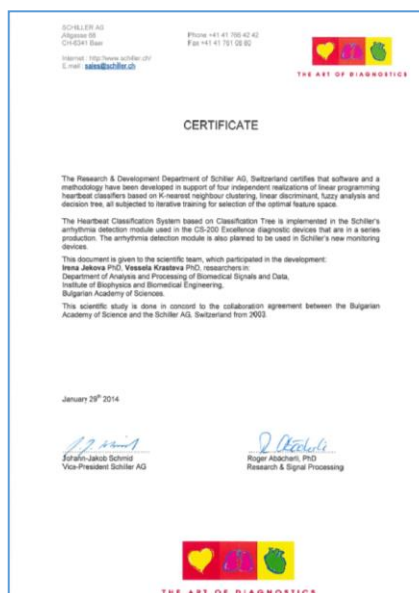 SCHILLER AG
Altgasse 68
CH-6341 Baar
Phone +41 41 766 42 42
Fax +41 41 761 08 80
Internet : http://www.schiller.ch/
E.mail : sales@schiller.ch
THE ART OF DIAGNOSTICS
CERTIFICATE
The Research & Development Department of Schiller AG, Switzerland certifies that software and a
methodology have been developed in support of four independent realizations of linear programming
heartbeat classifiers based on K-nearest neighbour clustering, linear discriminant, fuzzy analysis and
decision tree, all subjected to iterative training for selection of the optimal feature space.
The Heartbeat Classification System based on Classification Tree is implemented in the Schiller's
arrhythmia detection module used in the CS-200 Excellence diagnostic devices that are in a series
production. The arrhythmia detection module is also planned to be used in Schiller's new monitoring
devices.
This document is given to the scientific team, which participated in the development:
Irena Jekova PhD, Vessela Krasteva PhD, researchers in:
Department of Analysis and Processing of Biomedical Signals and Data,
Institute of Biophysics and Biomedical Engineering,
Bulgarian Academy of Sciences.
This scientific study is done in concord to the collaboration agreement between the Bulgarian
Academy of Science and the Schiller AG, Switzerland from 2003.
January 29th 2014
Johann-Jakob Schmid
Vice-President Schiller AG
Roger Abächerli, PhD
Research & Signal Processing
THE ART OF DIAGNOSTICS